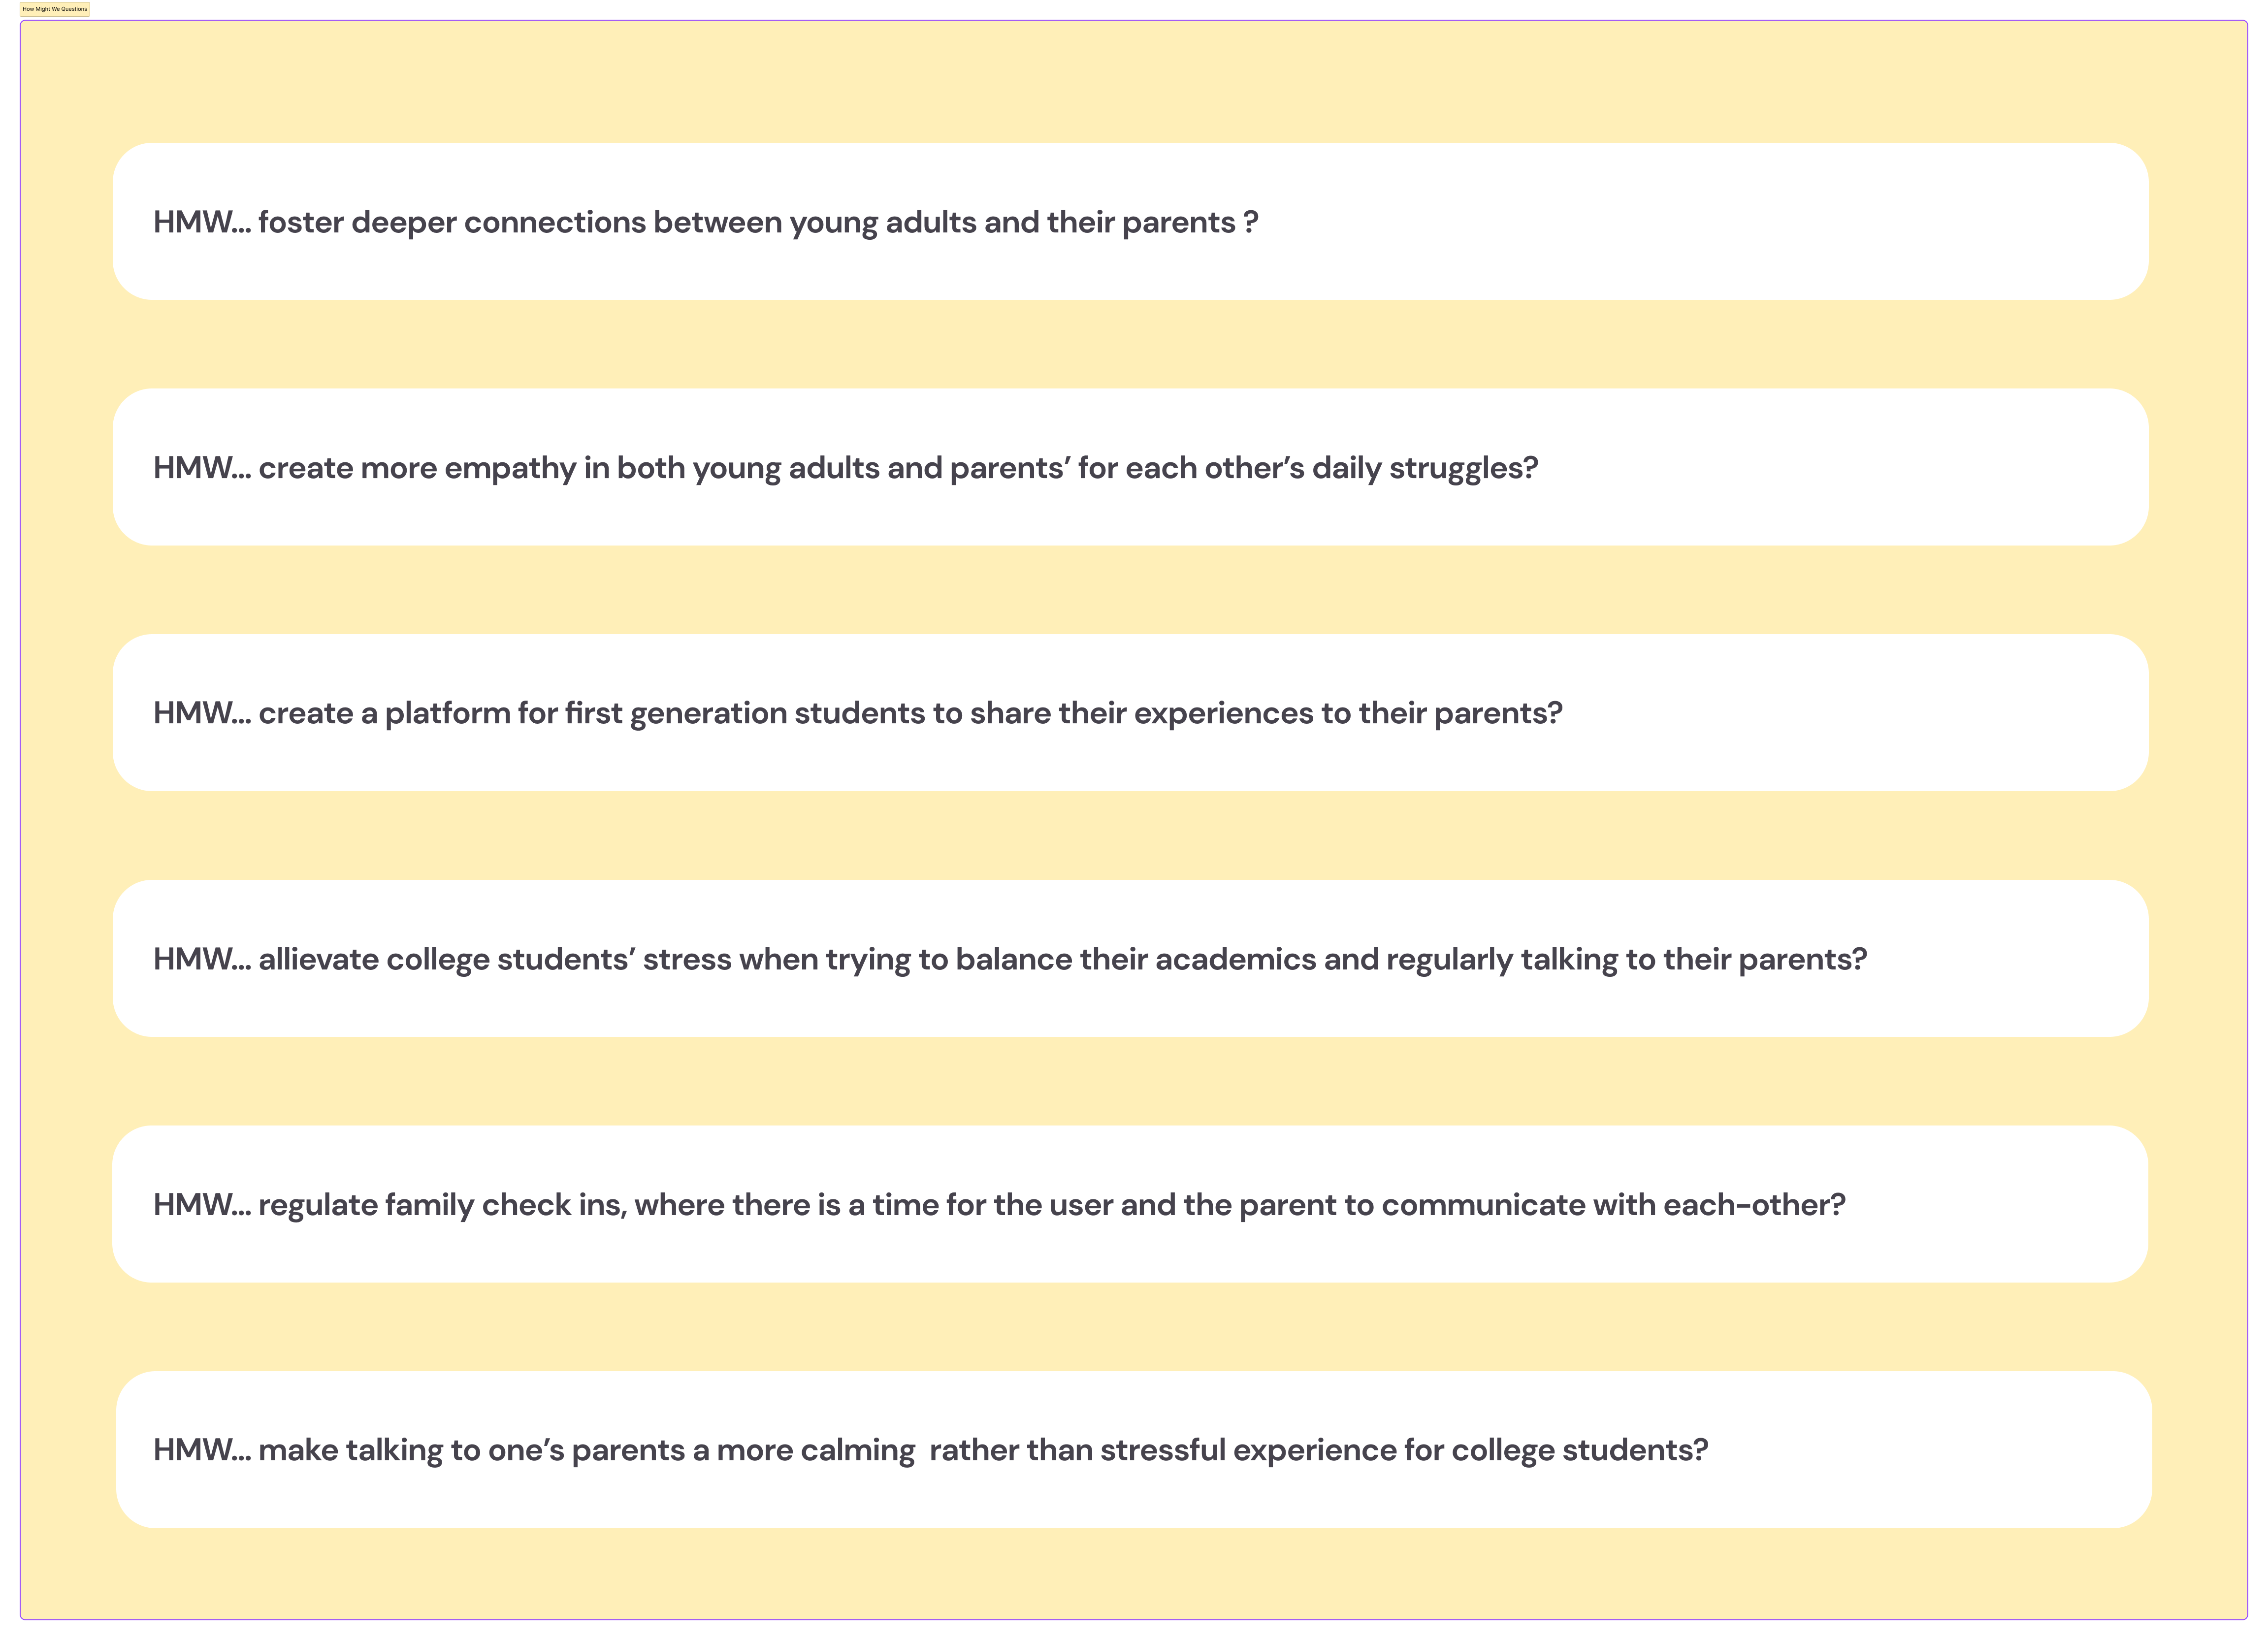 How Might We Questions
HMW... foster deeper connections between young adults and their parents ?
HMW... create more empathy in both young adults and parents’ for each other’s daily struggles?
HMW... create a platform for first generation students to share their experiences to their parents?
HMW... allievate college students’ stress when trying to balance their academics and regularly talking to their parents?
HMW... regulate family check ins, where there is a time for the user and the parent to communicate with each-other?
HMW... make talking to one’s parents a more calming  rather than stressful experience for college students?